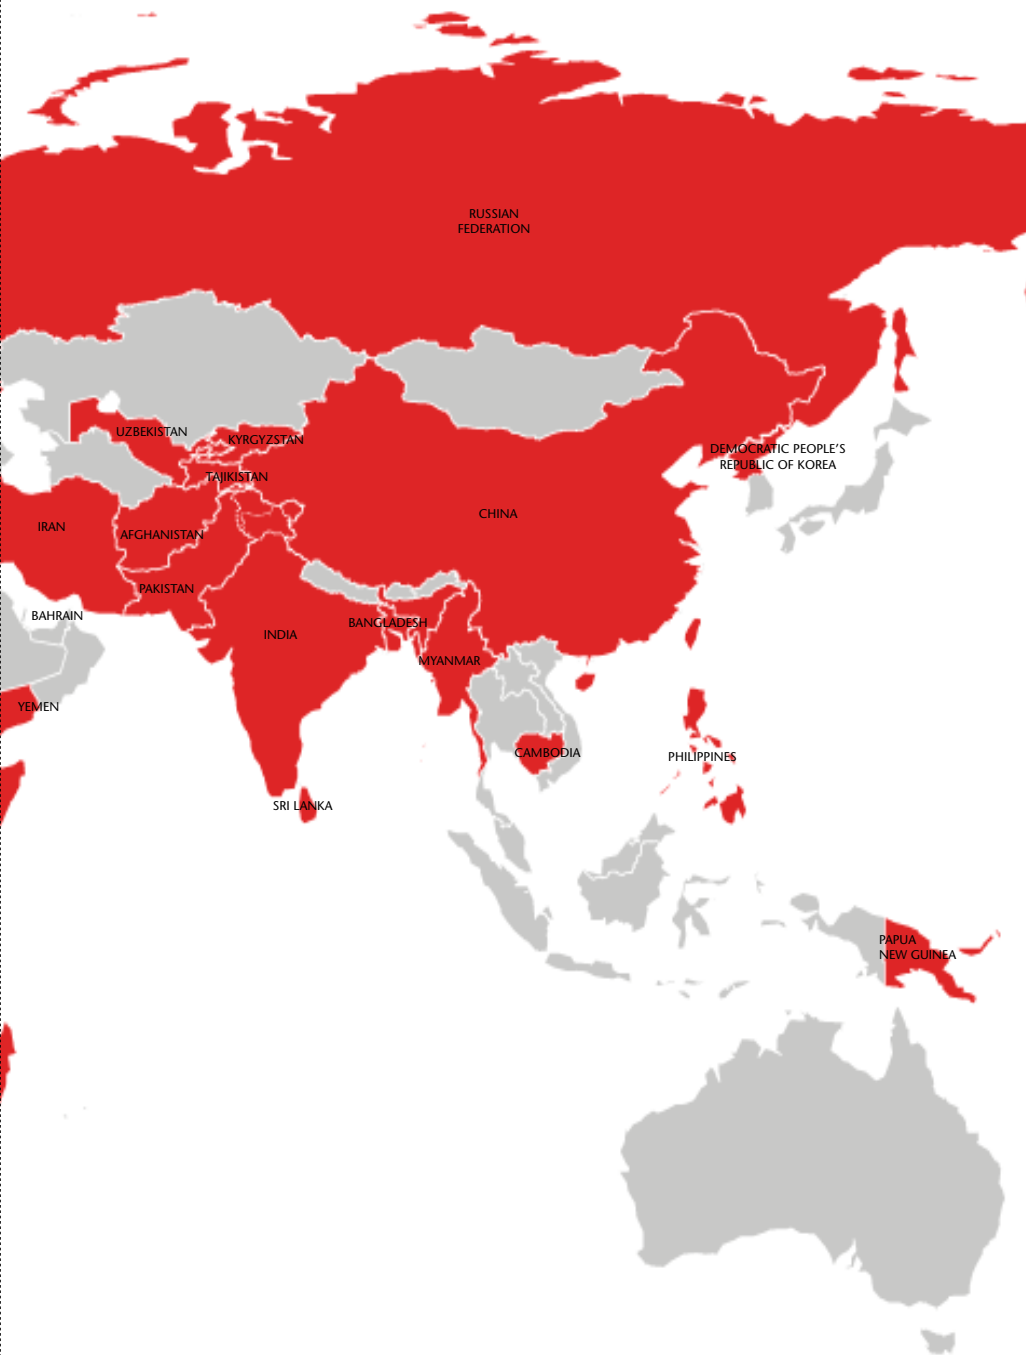 RUSSIAN
FEDERATION
UZBEKISTAN
KYRGYZSTAN
DEMOCRATIC PEOPLE'S
REPUBLIC OF KOREA
TAJIKISTAN
CHINA
IRAN
AFGHANISTAN
PAKISTAN
BAHRAIN
BANGLADESH
INDIA
MYANMAR
YEMEN
CAMBODIA
PHILIPPINES
SRI LANKA
PAPUA
NEW GUINEA